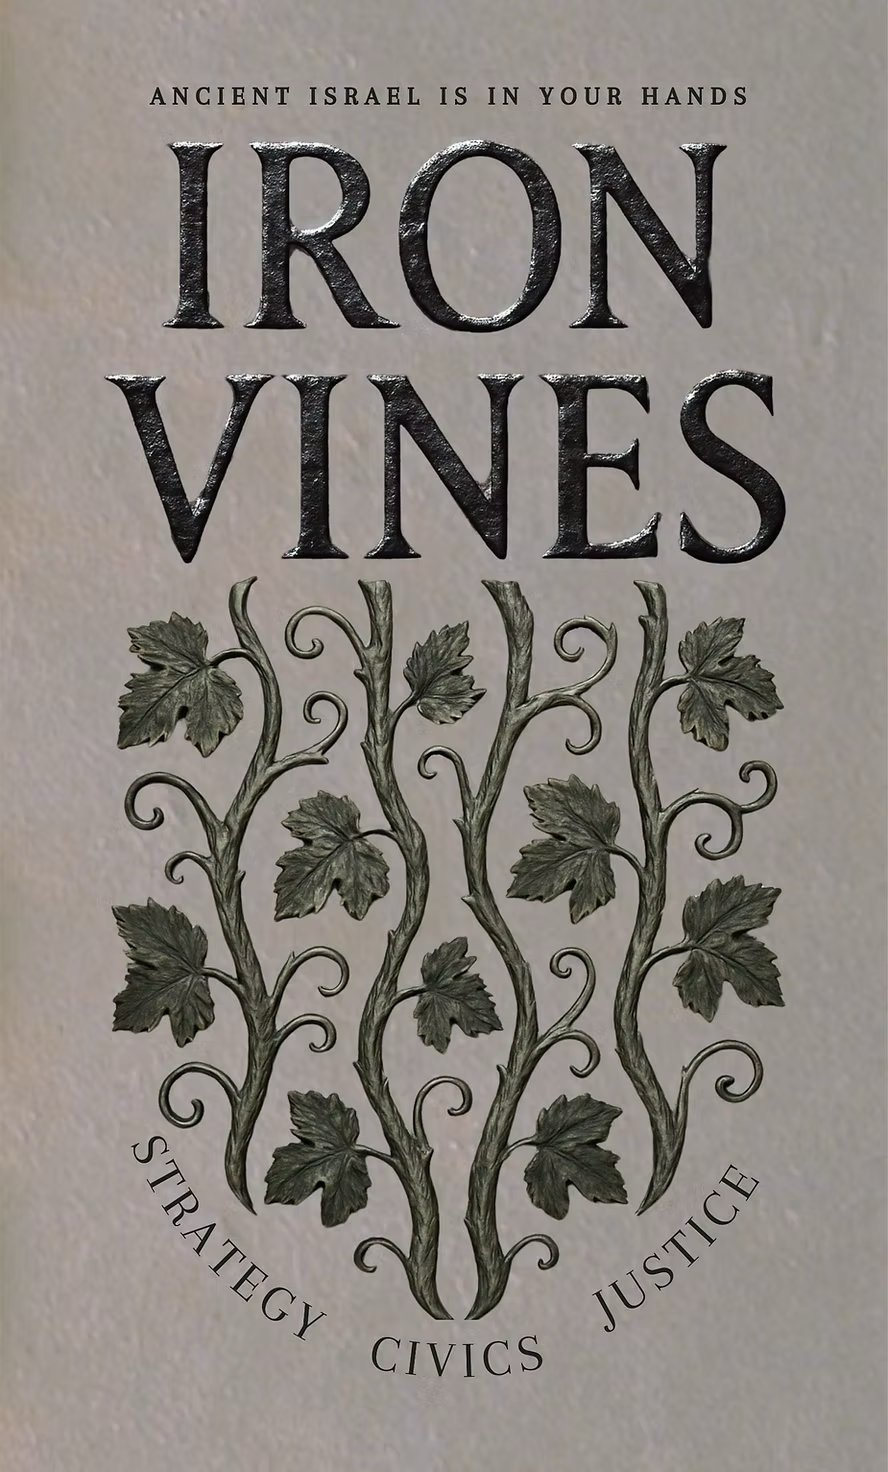 ANCIENT ISRAEL IS IN YOUR HANDS
IRON
VINES
STRATEGY
CIVICS
JUSTICE